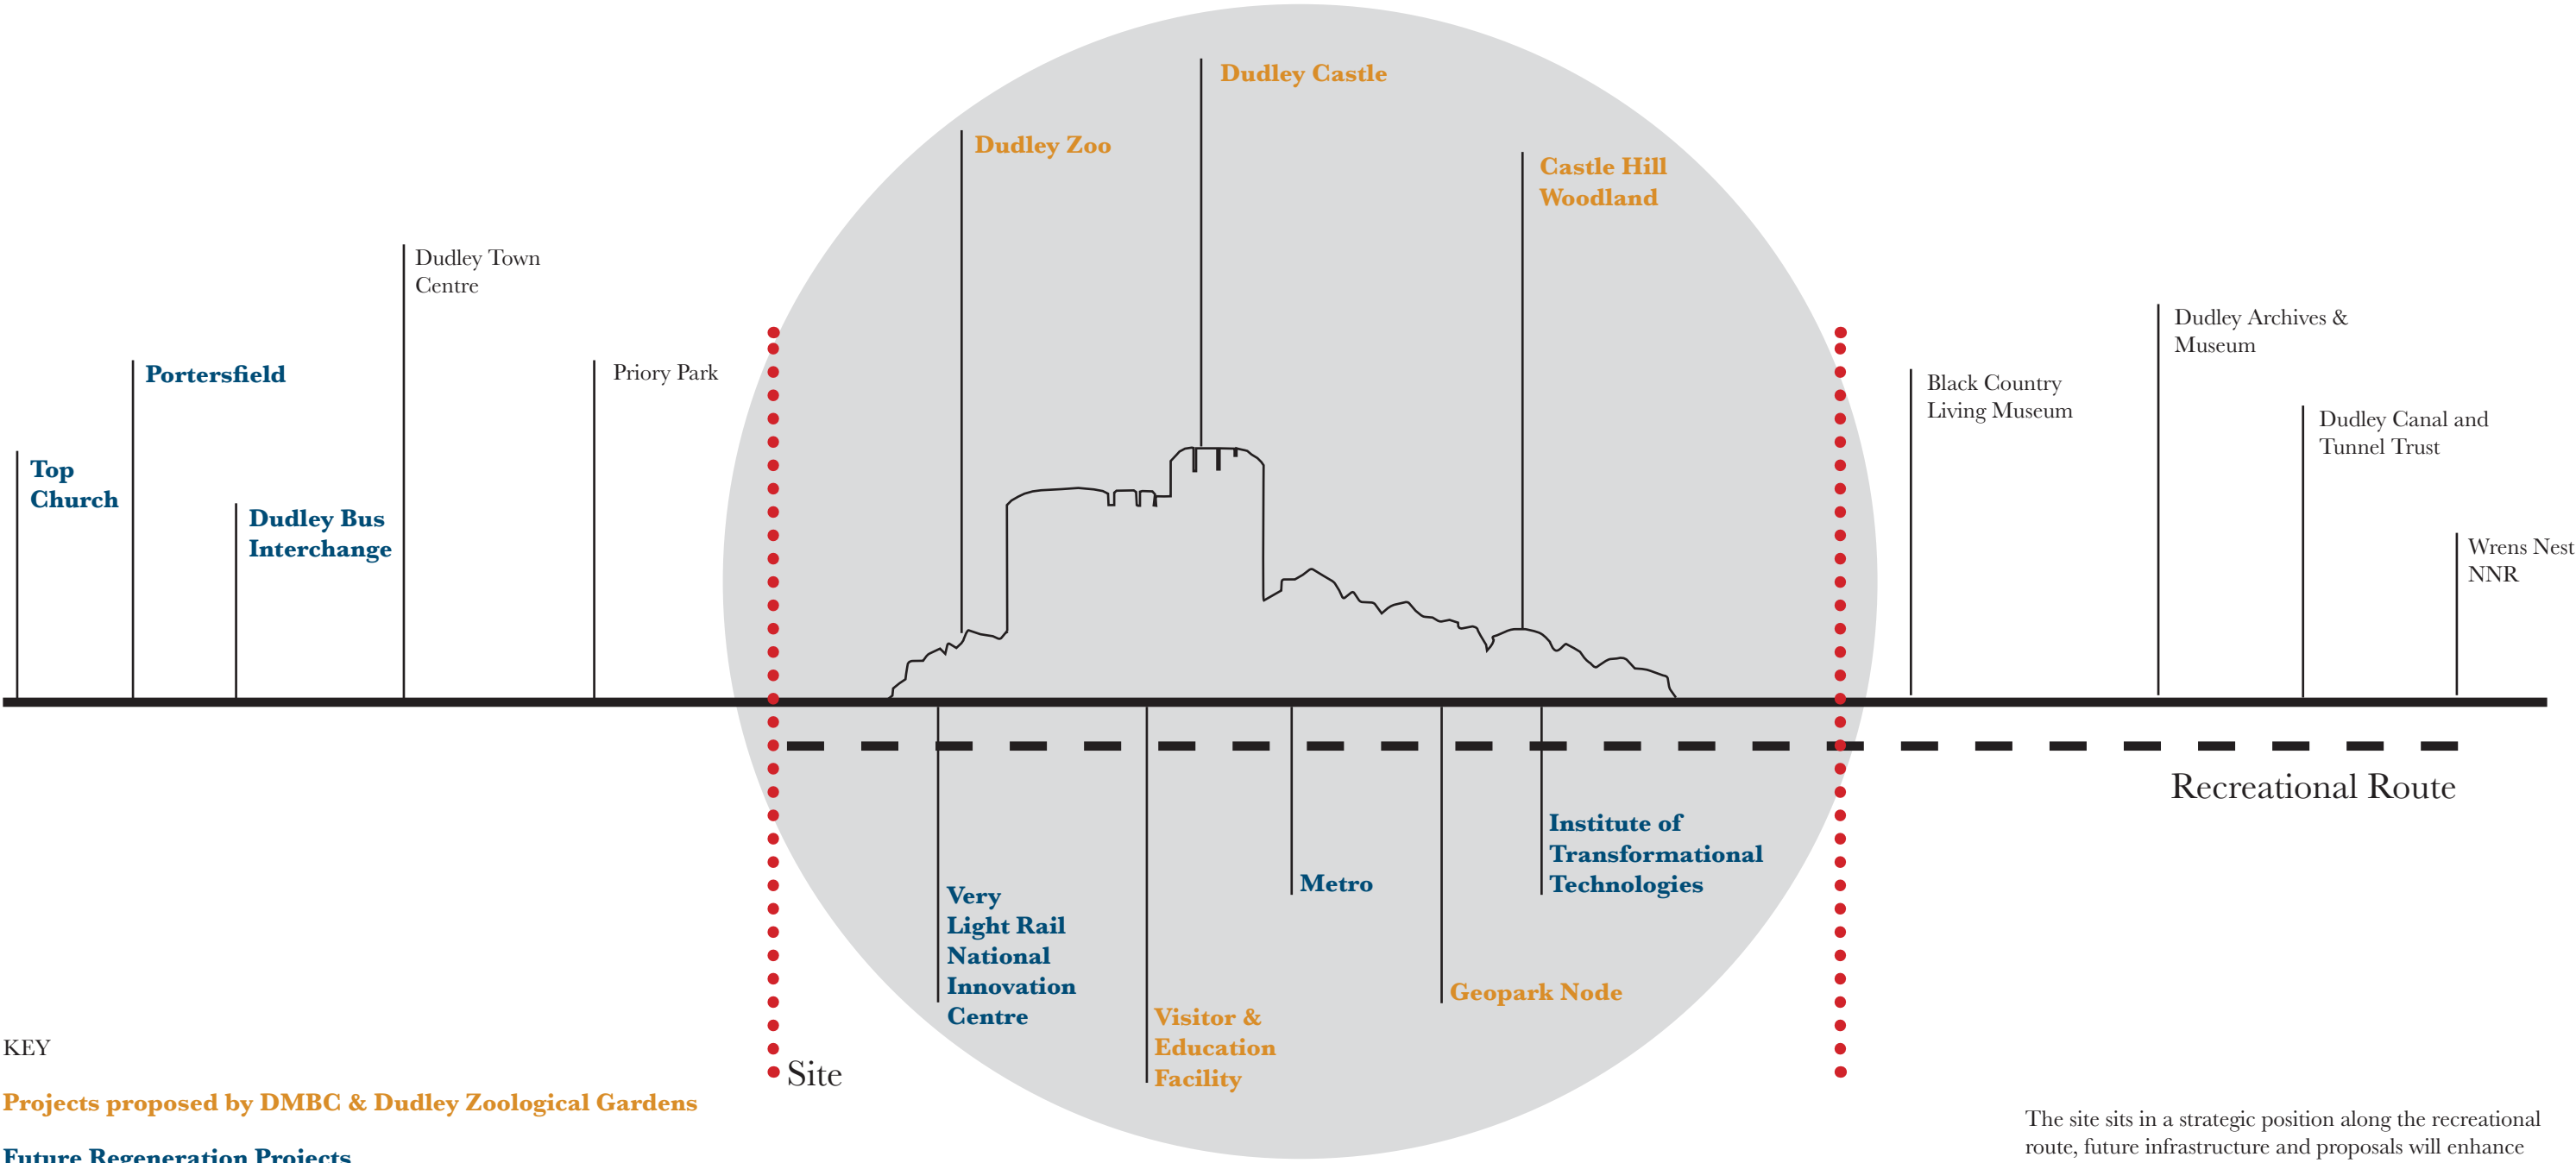 Dudley Castle
Dudley Zoo
Castle Hill
Woodland
Dudley Town
Centre
Portersfield
Priory Park
Top
Church
Dudley Bus
Interchange
Dudley Archives &
Museum
Black Country
Living Museum
Dudley Canal and
Tunnel Trust
Wrens Nest
NNR
Recreational Route
Very
Light Rail
National
Innovation
Centre
Visitor &
Education
Facility
Metro
Geopark Node
Institute of
Transformational
Technologies
Site
KEY
Projects proposed by DMBC & Dudley Zoological Gardens
Future Regeneration Projects
The site sits in a strategic position along the recreational
route, future infrastructure and proposals will enhance